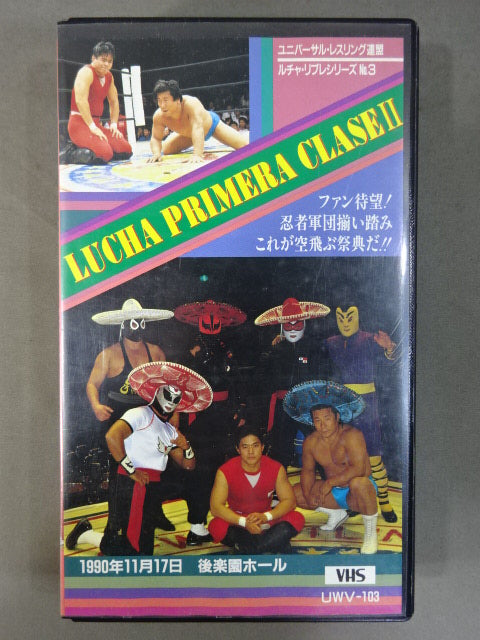 ユニバーサル・レスリング連盟
ルチャ・リブレシリーズ№3
LUCHA PRIMERA CLASE II
ファン待望!
忍者軍団揃い踏み
これが空飛ぶ祭典だ!!
1990年11月17日 後楽園ホール
VHS
UWV-103